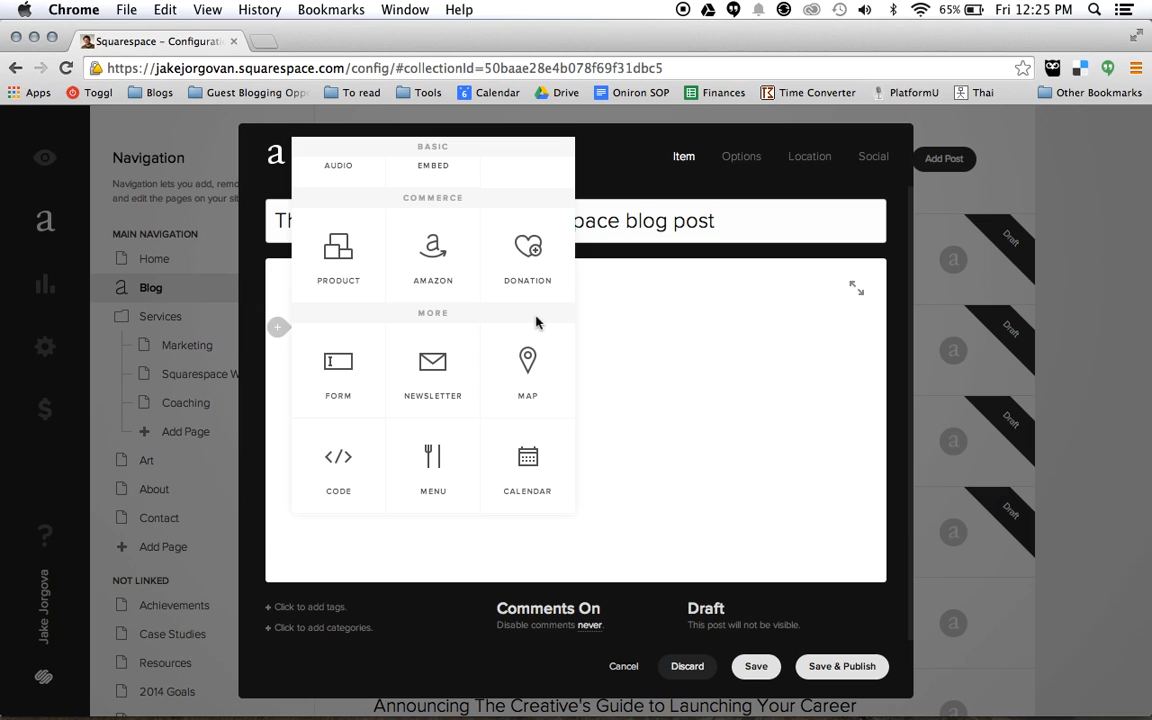 Chrome File Edit View History Bookmarks Window Help 65% Fri 12:25 PM
Squarespace – Configurati
https://jakejorgovan.squarespace.com/config/#collectionId=50baae28e4b078f69f31dbc5
Apps Toggl Blogs Guest Blogging Opp To read Tools 6 Calendar Drive Oniron SOP Finances Time Converter PlatformU Thai Other Bookmarks
Navigation
Navigation lets you add, remo
and edit the pages on your sit
MAIN NAVIGATION
Home
Blog
Services
Marketing
Squarespace W
Coaching
+ Add Page
Art
About
Contact
+ Add Page
NOT LINKED
Achievements
Case Studies
Resources
2014 Goals
Jake Jorgova
a
Item Options Location Social
Add Post
Th
pace blog post
BASIC
AUDIO EMBED
COMMERCE
PRODUCT AMAZON DONATION
MORE
FORM NEWSLETTER MAP
CODE MENU CALENDAR
Draft
Draft
Draft
Draft
+ Click to add tags.
+ Click to add categories.
Comments On
Disable comments never.
Draft
This post will not be visible.
Cancel Discard Save Save & Publish
Announcing The Creative's Guide to Launching Your Career